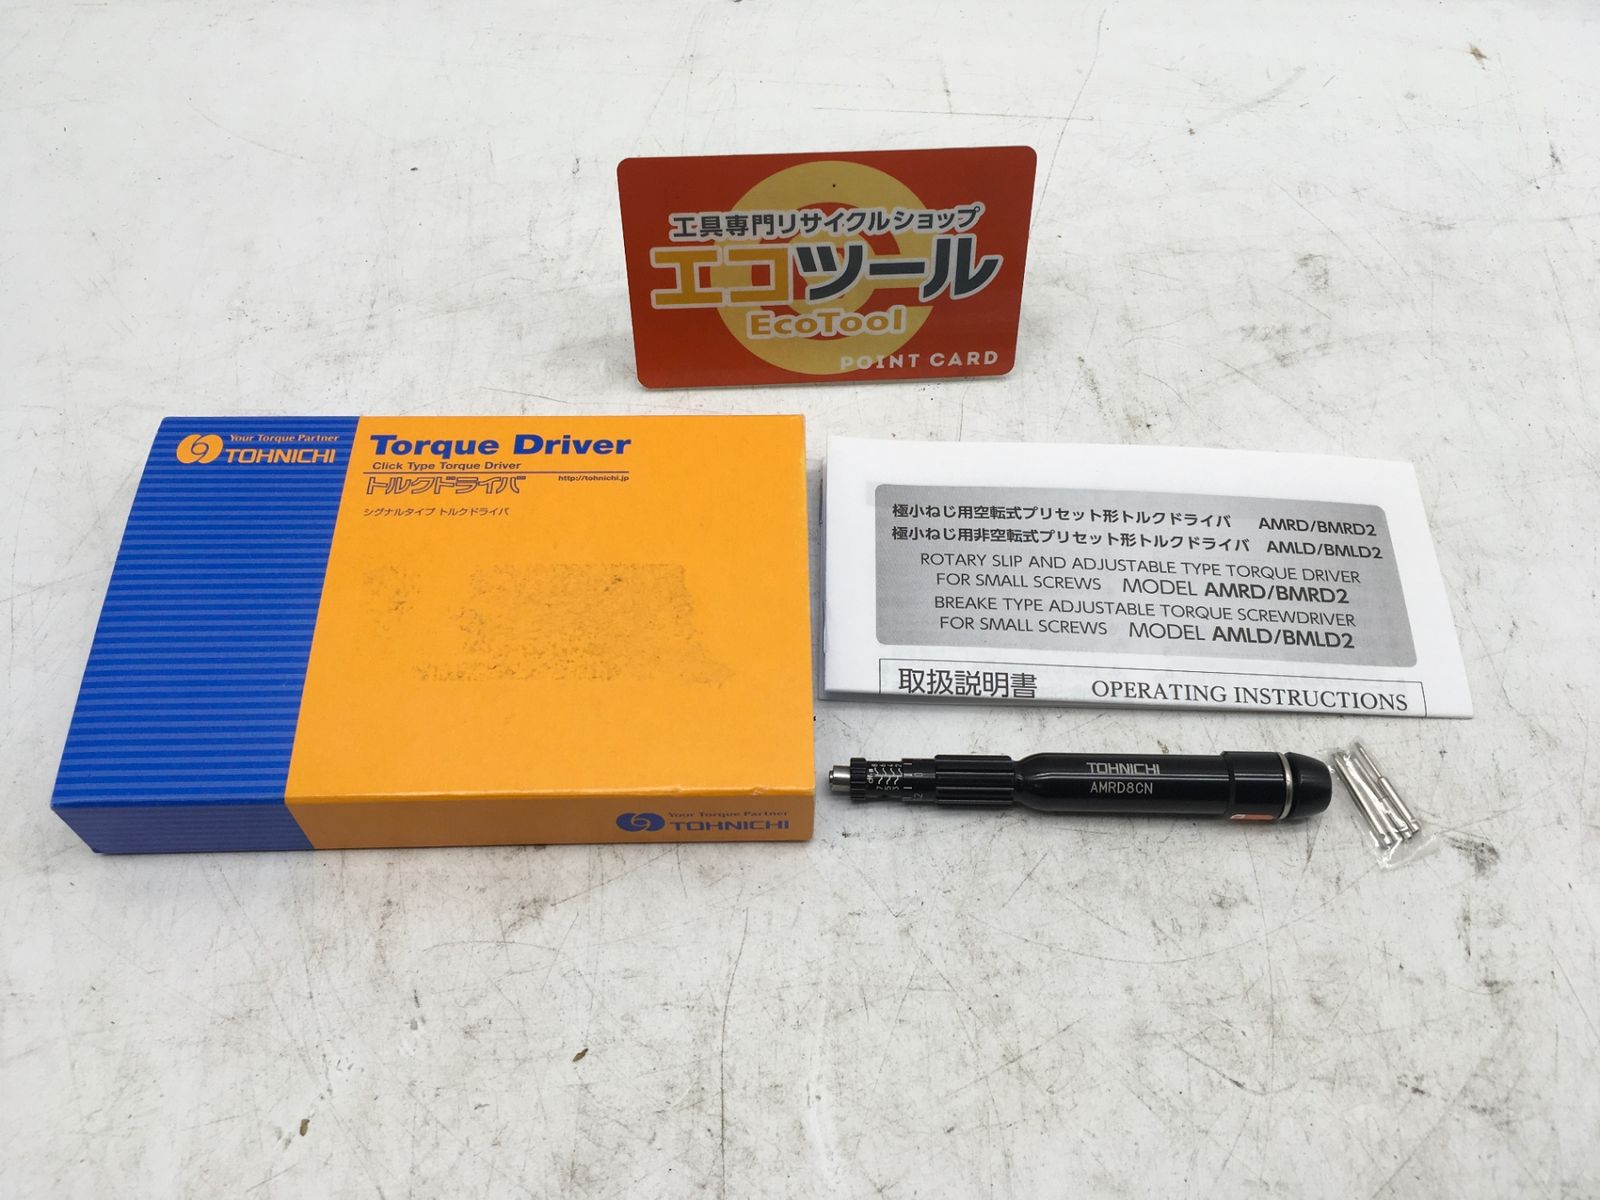 工具専門リサイクルショップ
エコツール
EcoTool
POINT CARD
Your Torque Partner
TOHNICHI
Torque Driver
Click Type Torque Driver
トルクドライバ
http://tohnichi.jp
シグナルタイプ トルクドライバ
Your Torque Partner
TOHNICHI
極小ねじ用空転式プリセット形トルクドライバ AMRD/BMRD2
極小ねじ用非空転式プリセット形トルクドライバ AMLD/BMLD2
ROTARY SLIP AND ADJUSTABLE TYPE TORQUE DRIVER
FOR SMALL SCREWS MODEL AMRD/BMRD2
BREAKE TYPE ADJUSTABLE TORQUE SCREWDRIVER
FOR SMALL SCREWS MODEL AMLD/BMLD2
取扱説明書 OPERATING INSTRUCTIONS
TOHNICHI
AMRD8CN